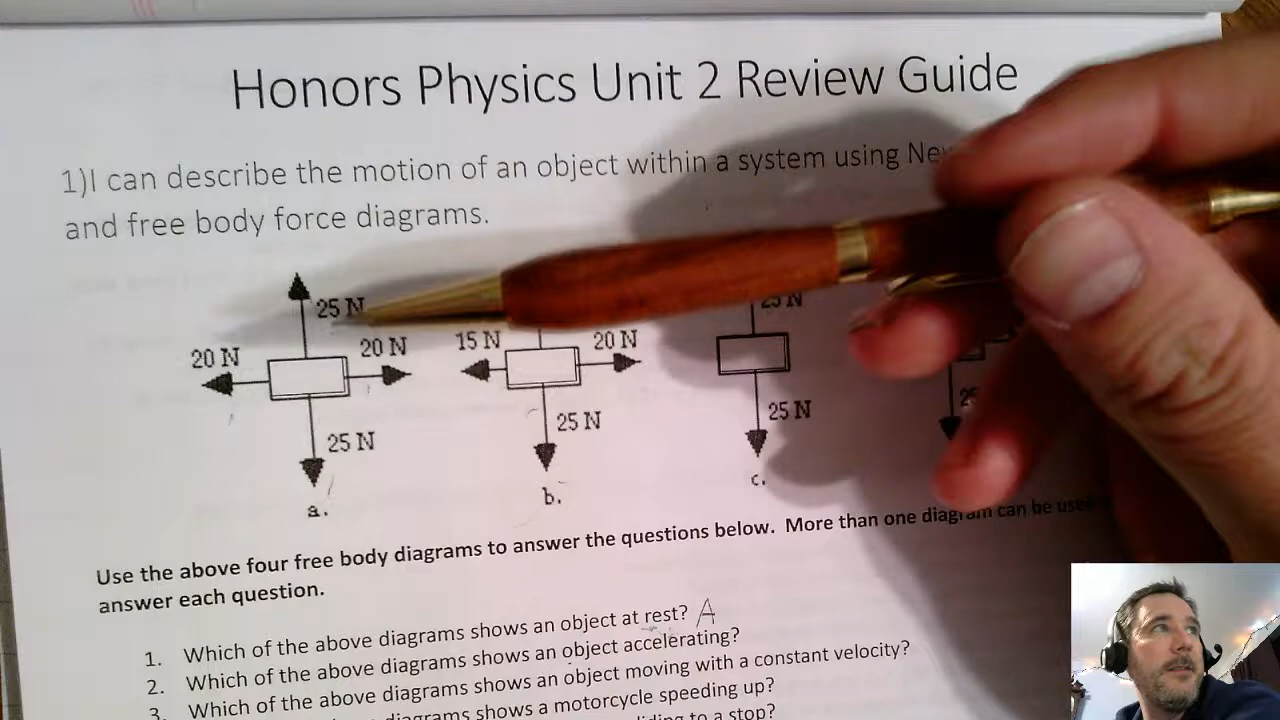 Honors Physics Unit 2 Review Guide
1)I can describe the motion of an object within a system using
and free body force diagrams.
25 N
20 N
20 N
25 N
a.
15 N
20 N
25 N
b.
25 N
25 N
c.
Use the above four free body diagrams to answer the questions below. More than one diagram can be used
answer each question.
1. Which of the above diagrams shows an object at rest? A
2. Which of the above diagrams shows an object accelerating?
3. Which of the above diagrams shows an object moving with a constant velocity?
diagrams shows a motorcycle speeding up?
to a stop?